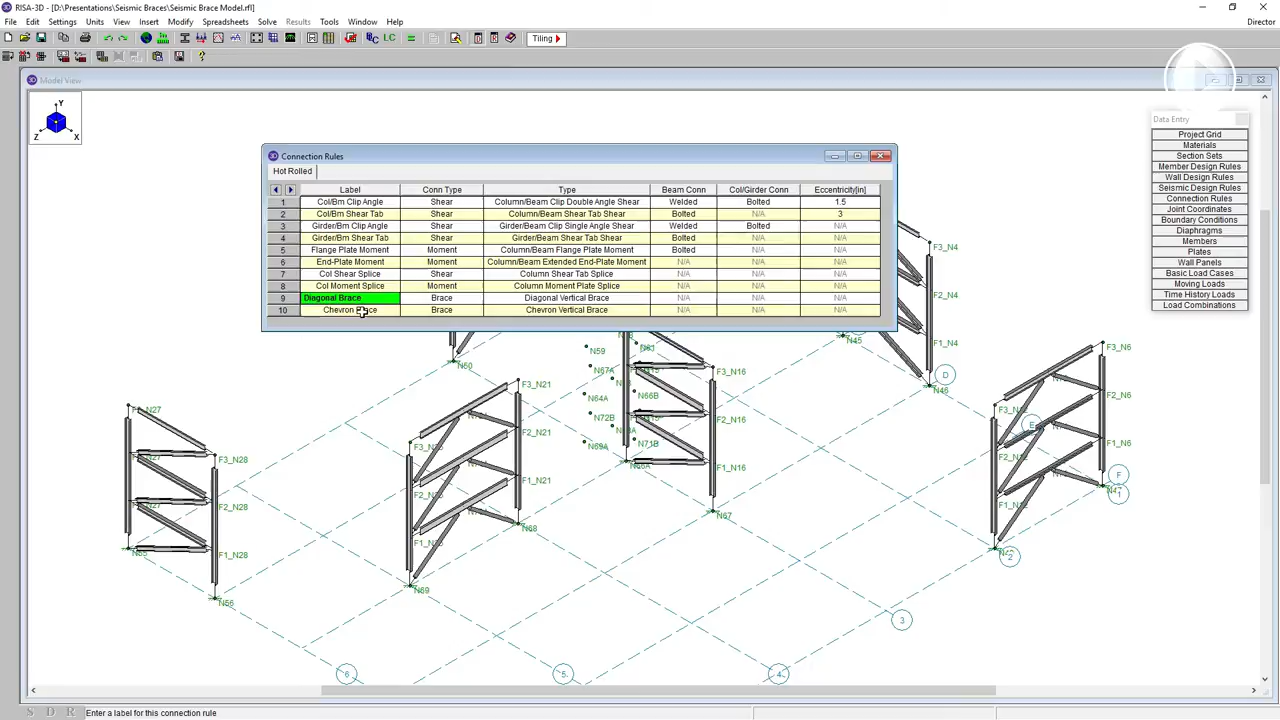 RISA-3D - [D:\Presentations\Seismic Braces\Seismic Brace Model.rfl]
File Edit Settings Units View Insert Modify Spreadsheets Solve Results Tools Window Help
Director
Tiling
Model View
Y
Z X
Data Entry
Project Grid
Materials
Section Sets
Member Design Rules
Wall Design Rules
Seismic Design Rules
Connection Rules
Joint Coordinates
Boundary Conditions
Diaphragms
Members
Plates
Wall Panels
Basic Load Cases
Moving Loads
Time History Loads
Load Combinations
Connection Rules
Hot Rolled
Label Conn Type Type Beam Conn Col/Girder Conn Eccentricity[in]
1 Col/Bm Clip Angle Shear Column/Beam Clip Double Angle Shear Welded Bolted 1.5
2 Col/Bm Shear Tab Shear Column/Beam Shear Tab Shear Bolted N/A 3
3 Girder/Bm Clip Angle Shear Girder/Beam Clip Single Angle Shear Welded Bolted N/A
4 Girder/Bm Shear Tab Shear Girder/Beam Shear Tab Shear Bolted N/A N/A
5 Flange Plate Moment Moment Column/Beam Flange Plate Moment Bolted N/A N/A
6 End-Plate Moment Moment Column/Beam Extended End-Plate Moment N/A N/A N/A
7 Col Shear Splice Shear Column Shear Tab Splice N/A N/A N/A
8 Col Moment Splice Moment Column Moment Plate Splice N/A N/A N/A
9 Diagonal Brace Brace Diagonal Vertical Brace N/A N/A N/A
10 Chevron Brace Brace Chevron Vertical Brace N/A N/A N/A
F3_N4
F2_N4
F1_N4
N45
N46
D
N50
N59
N67A
N64A
N66B
N72B
N71B
F3_N16
F2_N16
F1_N16
N67
F3_N21
F2_N21
F1_N21
N68
N69
F3_N28
F2_N28
F1_N28
N56
F3_N6
F2_N6
F1_N6
E
F
2
3
4
5
6
Enter a label for this connection rule
S D R